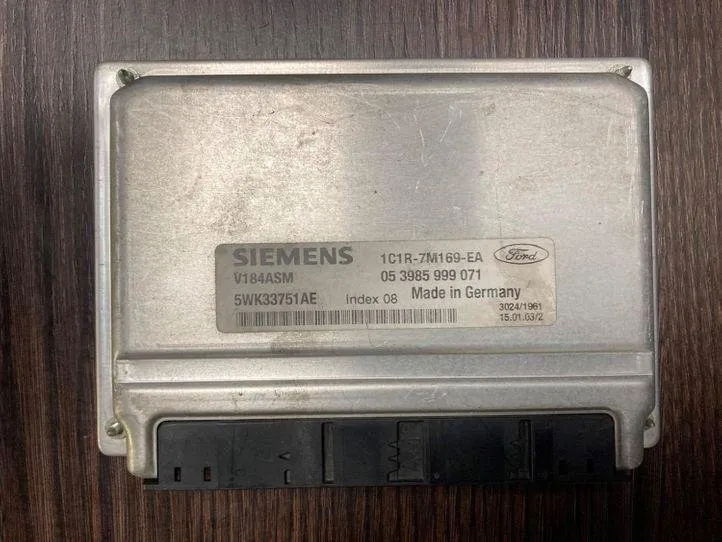 SIEMENS 1C1R-7M169-EA Ford
V184ASM 05 3985 999 071
5WK33751AE Index 08 Made in Germany
3024/1961
15.01.03/2